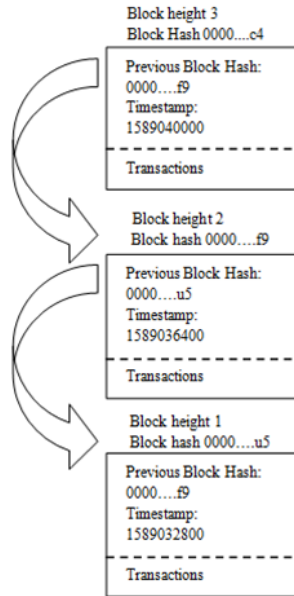 Block height 3
Block Hash 0000....c4
Previous Block Hash:
0000....f9
Timestamp:
1589040000
Transactions
Block height 2
Block hash 0000....f9
Previous Block Hash:
0000....u5
Timestamp:
1589036400
Transactions
Block height 1
Block hash 0000....u5
Previous Block Hash:
0000....f9
Timestamp:
1589032800
Transactions